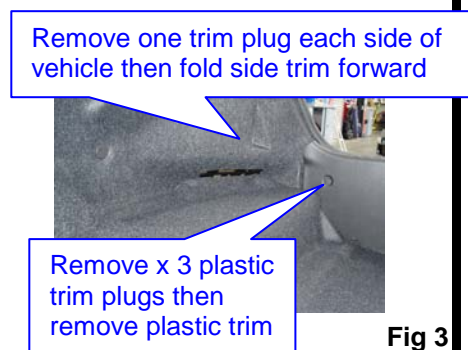 Remove one trim plug each side of
vehicle then fold side trim forward
Remove x 3 plastic
trim plugs then
remove plastic trim
Fig 3